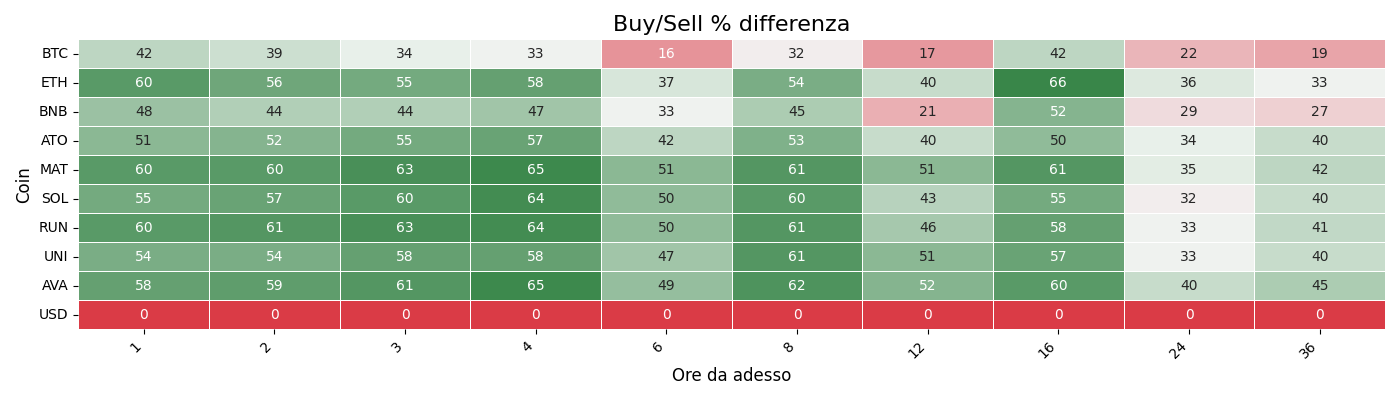 Buy/Sell % differenza
Coin
BTC 42 39 34 33 16 32 17 42 22 19
ETH 60 56 55 58 37 54 40 66 36 33
BNB 48 44 44 47 33 45 21 52 29 27
ATO 51 52 55 57 42 53 40 50 34 40
MAT 60 60 63 65 51 61 51 61 35 42
SOL 55 57 60 64 50 60 43 55 32 40
RUN 60 61 63 64 50 61 46 58 33 41
UNI 54 54 58 58 47 61 51 57 33 40
AVA 58 59 61 65 49 62 52 60 40 45
USD 0 0 0 0 0 0 0 0 0 0
1 2 3 4 6 8 12 16 24 36
Ore da adesso